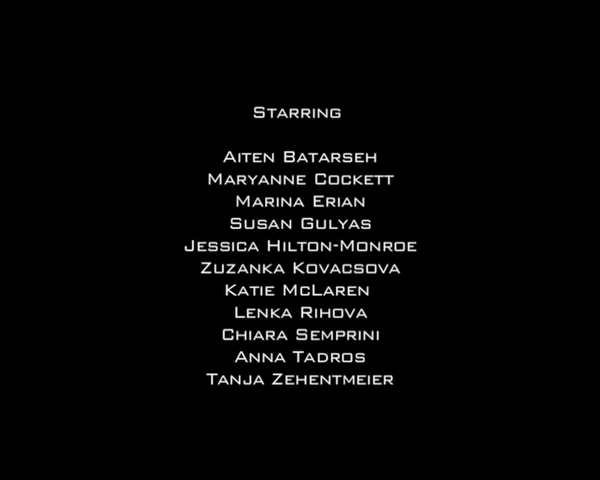 Starring
Aiten Batarseh
Maryanne Cockett
Marina Erian
Susan Gulyas
Jessica Hilton-Monroe
Zuzanka Kovacsova
Katie McLaren
Lenka Rihova
Chiara Semprini
Anna Tadros
Tanja Zehentmeier